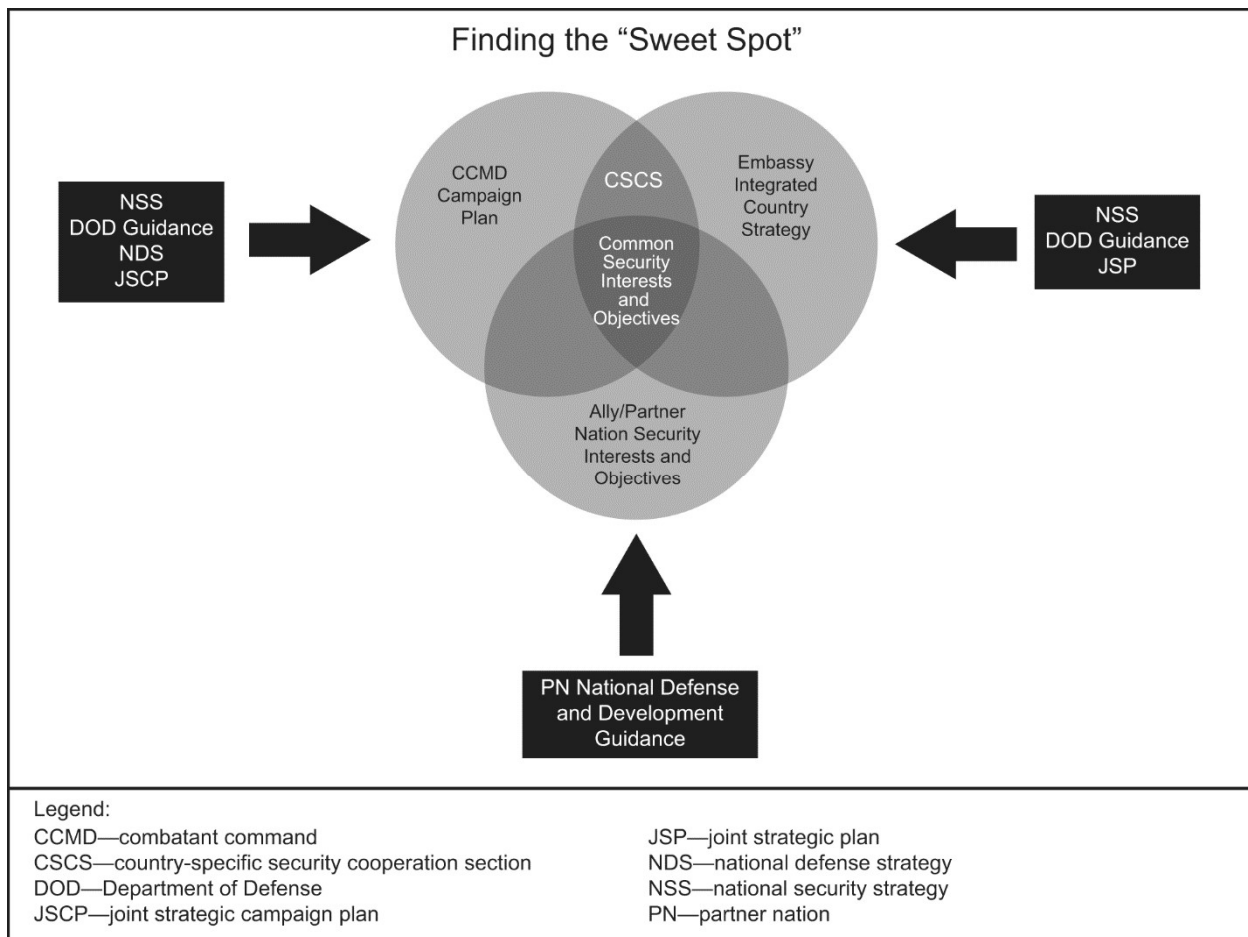 Finding the “Sweet Spot”
CCMD
Campaign
Plan
CSCS
Embassy
Integrated
Country
Strategy
NSS
DOD Guidance
NDS
JSCP
NSS
DOD Guidance
JSP
Common
Security
Interests
and
Objectives
Ally/Partner
Nation Security
Interests and
Objectives
PN National Defense
and Development
Guidance
Legend:
CCMD—combatant command
CSCS—country-specific security cooperation section
DOD—Department of Defense
JSCP—joint strategic campaign plan
JSP—joint strategic plan
NDS—national defense strategy
NSS—national security strategy
PN—partner nation